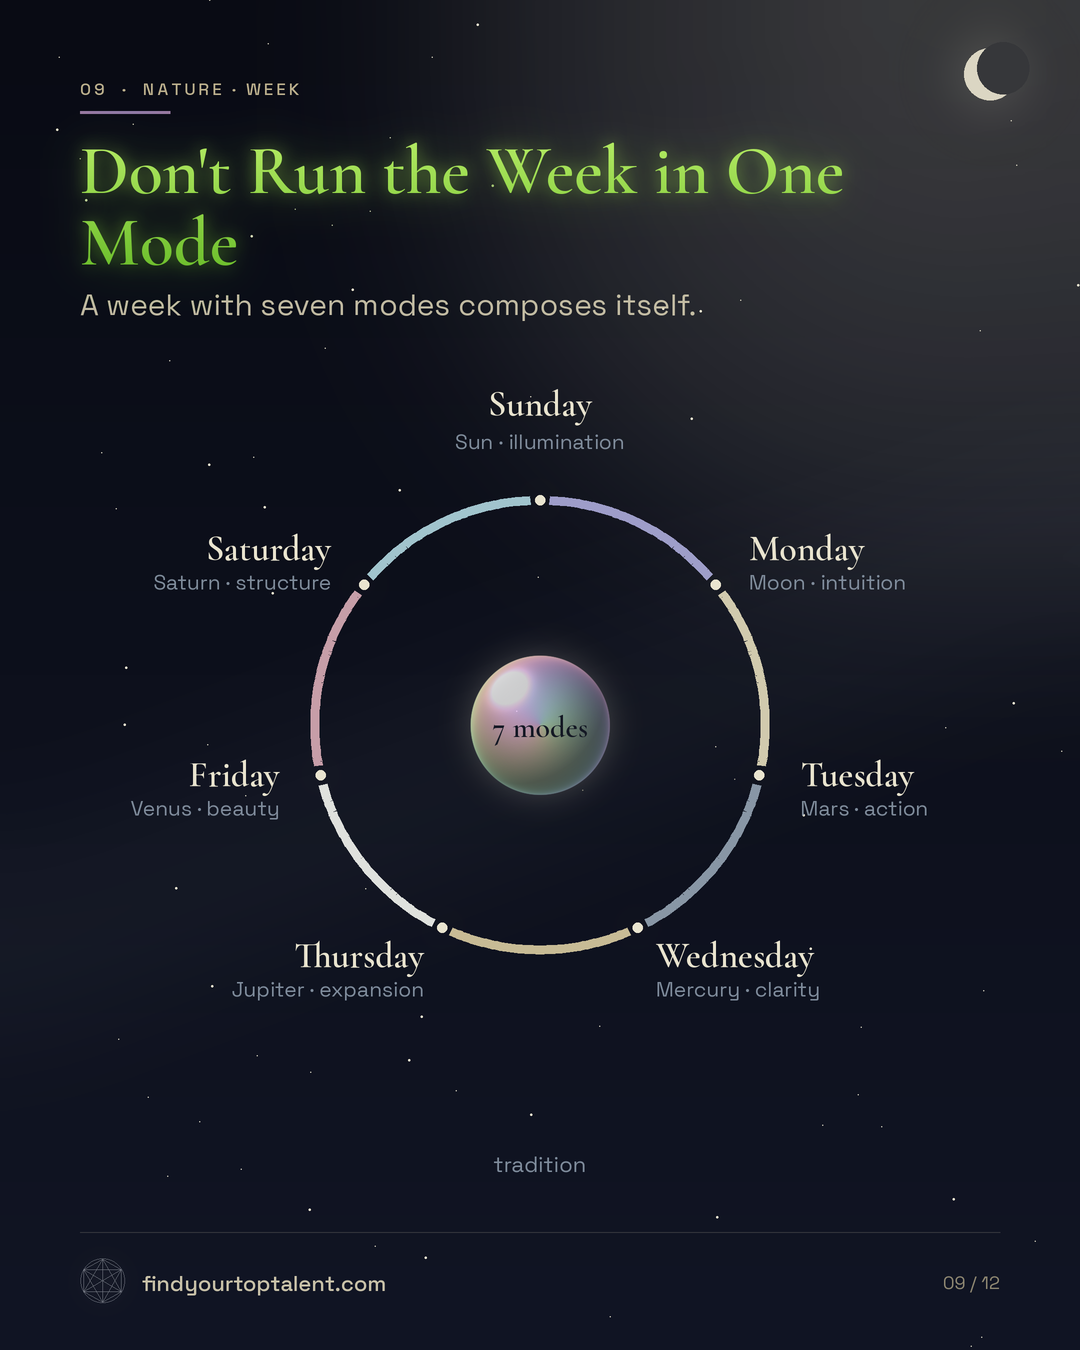 09 · NATURE · WEEK
Don't Run the Week in One
Mode
A week with seven modes composes itself.
Sunday
Sun · illumination
Saturday
Saturn · structure
Monday
Moon · intuition
7 modes
Friday
Venus · beauty
Tuesday
Mars · action
Thursday
Jupiter · expansion
Wednesday
Mercury · clarity
tradition
findyourtoptalent.com
09 / 12